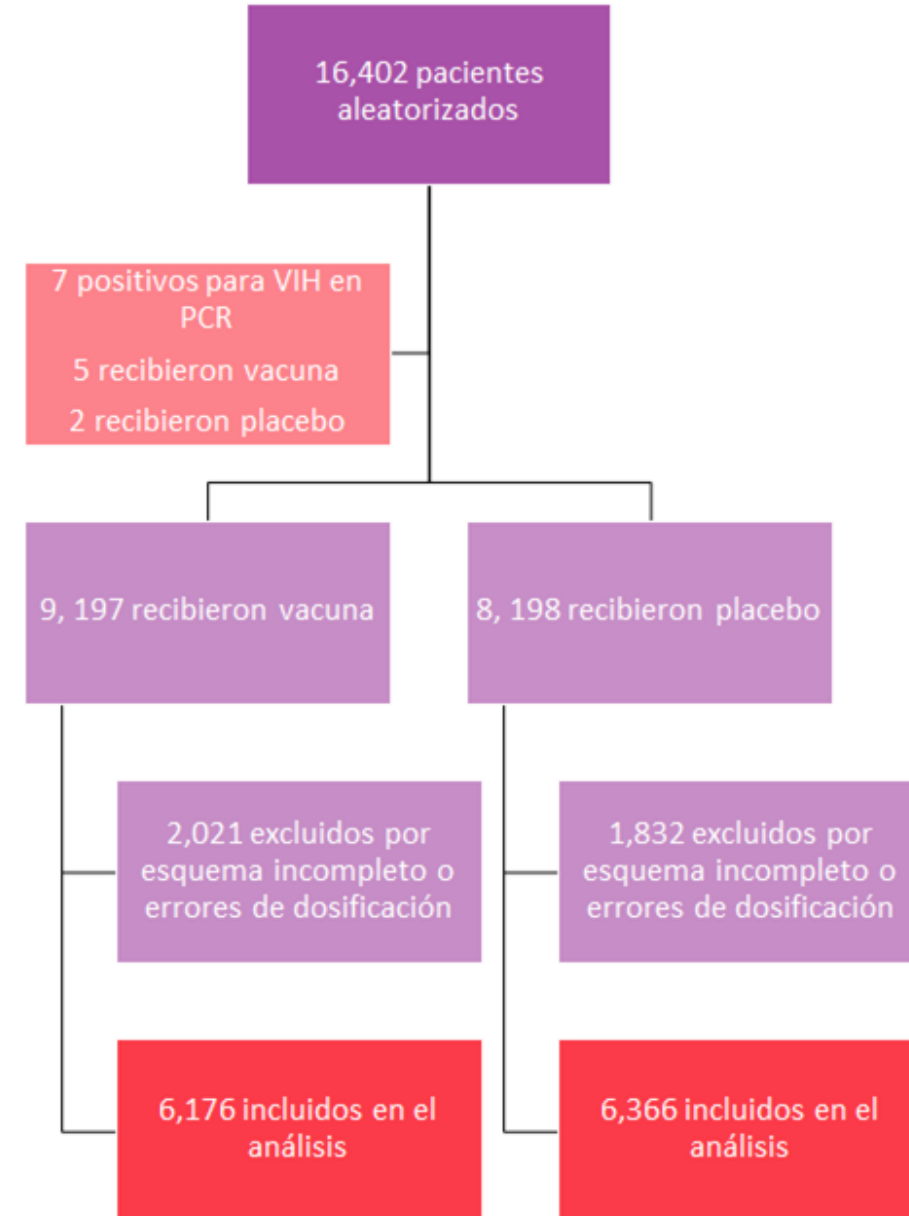 16,402 pacientes
aleatorizados
7 positivos para VIH en
PCR
5 recibieron vacuna
2 recibieron placebo
9, 197 recibieron vacuna
8, 198 recibieron placebo
2,021 excluidos por
esquema incompleto o
errores de dosificación
1,832 excluidos por
esquema incompleto o
errores de dosificación
6,176 incluidos en el
análisis
6,366 incluidos en el
análisis